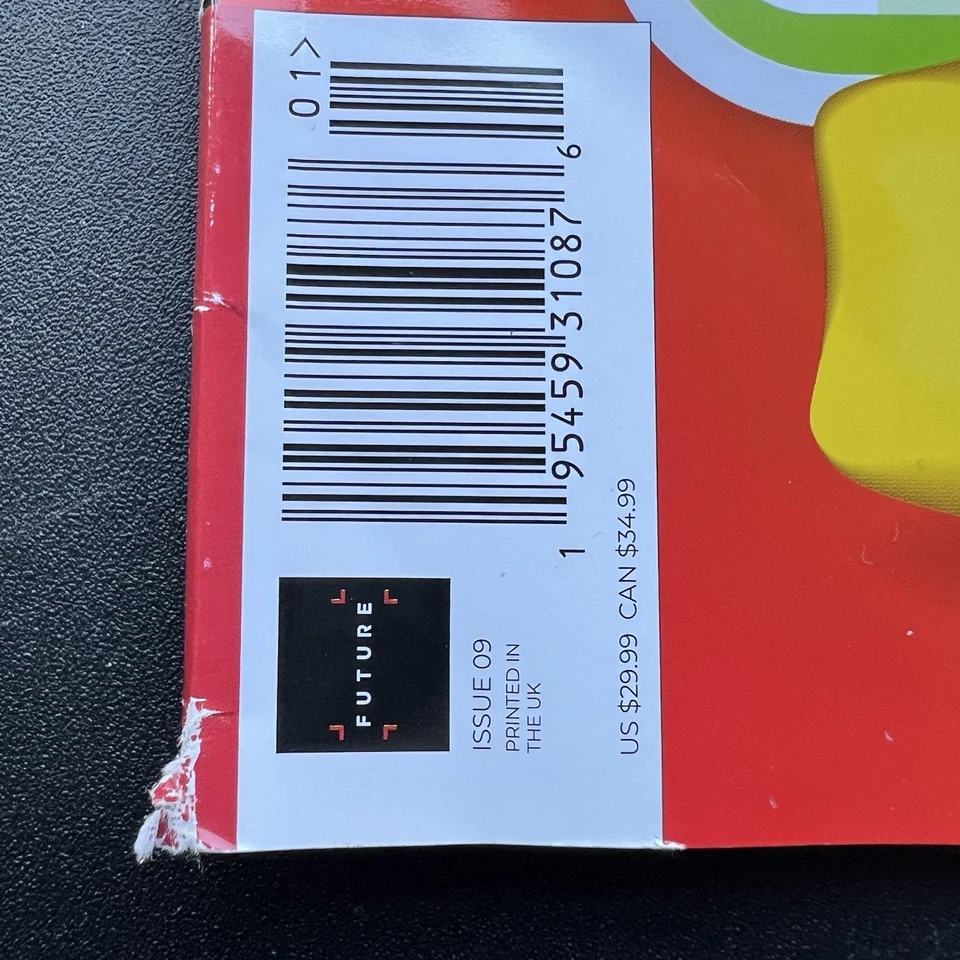 FUTURE
ISSUE 09
PRINTED IN
THE UK
US $29.99 CAN $34.99
1 95459 31087 6
01>